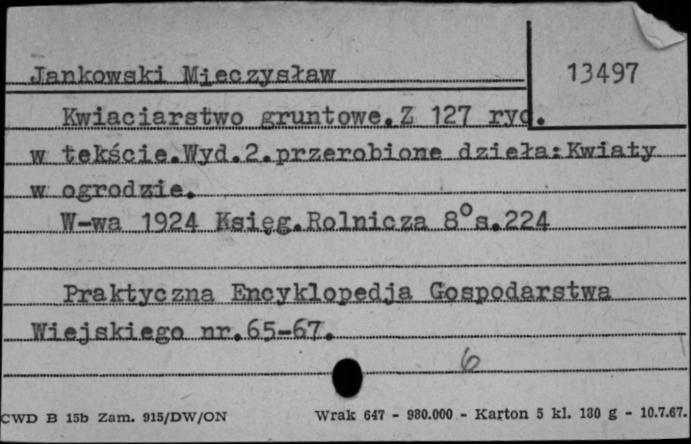 Jankowski Mieczysław
13497
Kwiaciarstwo gruntowe.Z 127 ryc.
w tekście.Wyd.2.przerobione dzieła:Kwiaty
w ogrodzie.
W-wa 1924 Księg.Rolnicza 8°s.224
Praktyczna Encyklopedja Gospodarstwa
Wiejskiego nr.65-67.
6
CWD B 15b Zam. 915/DW/ON
Wrak 647 - 980.000 - Karton 5 kl. 180 g - 10.7.67.